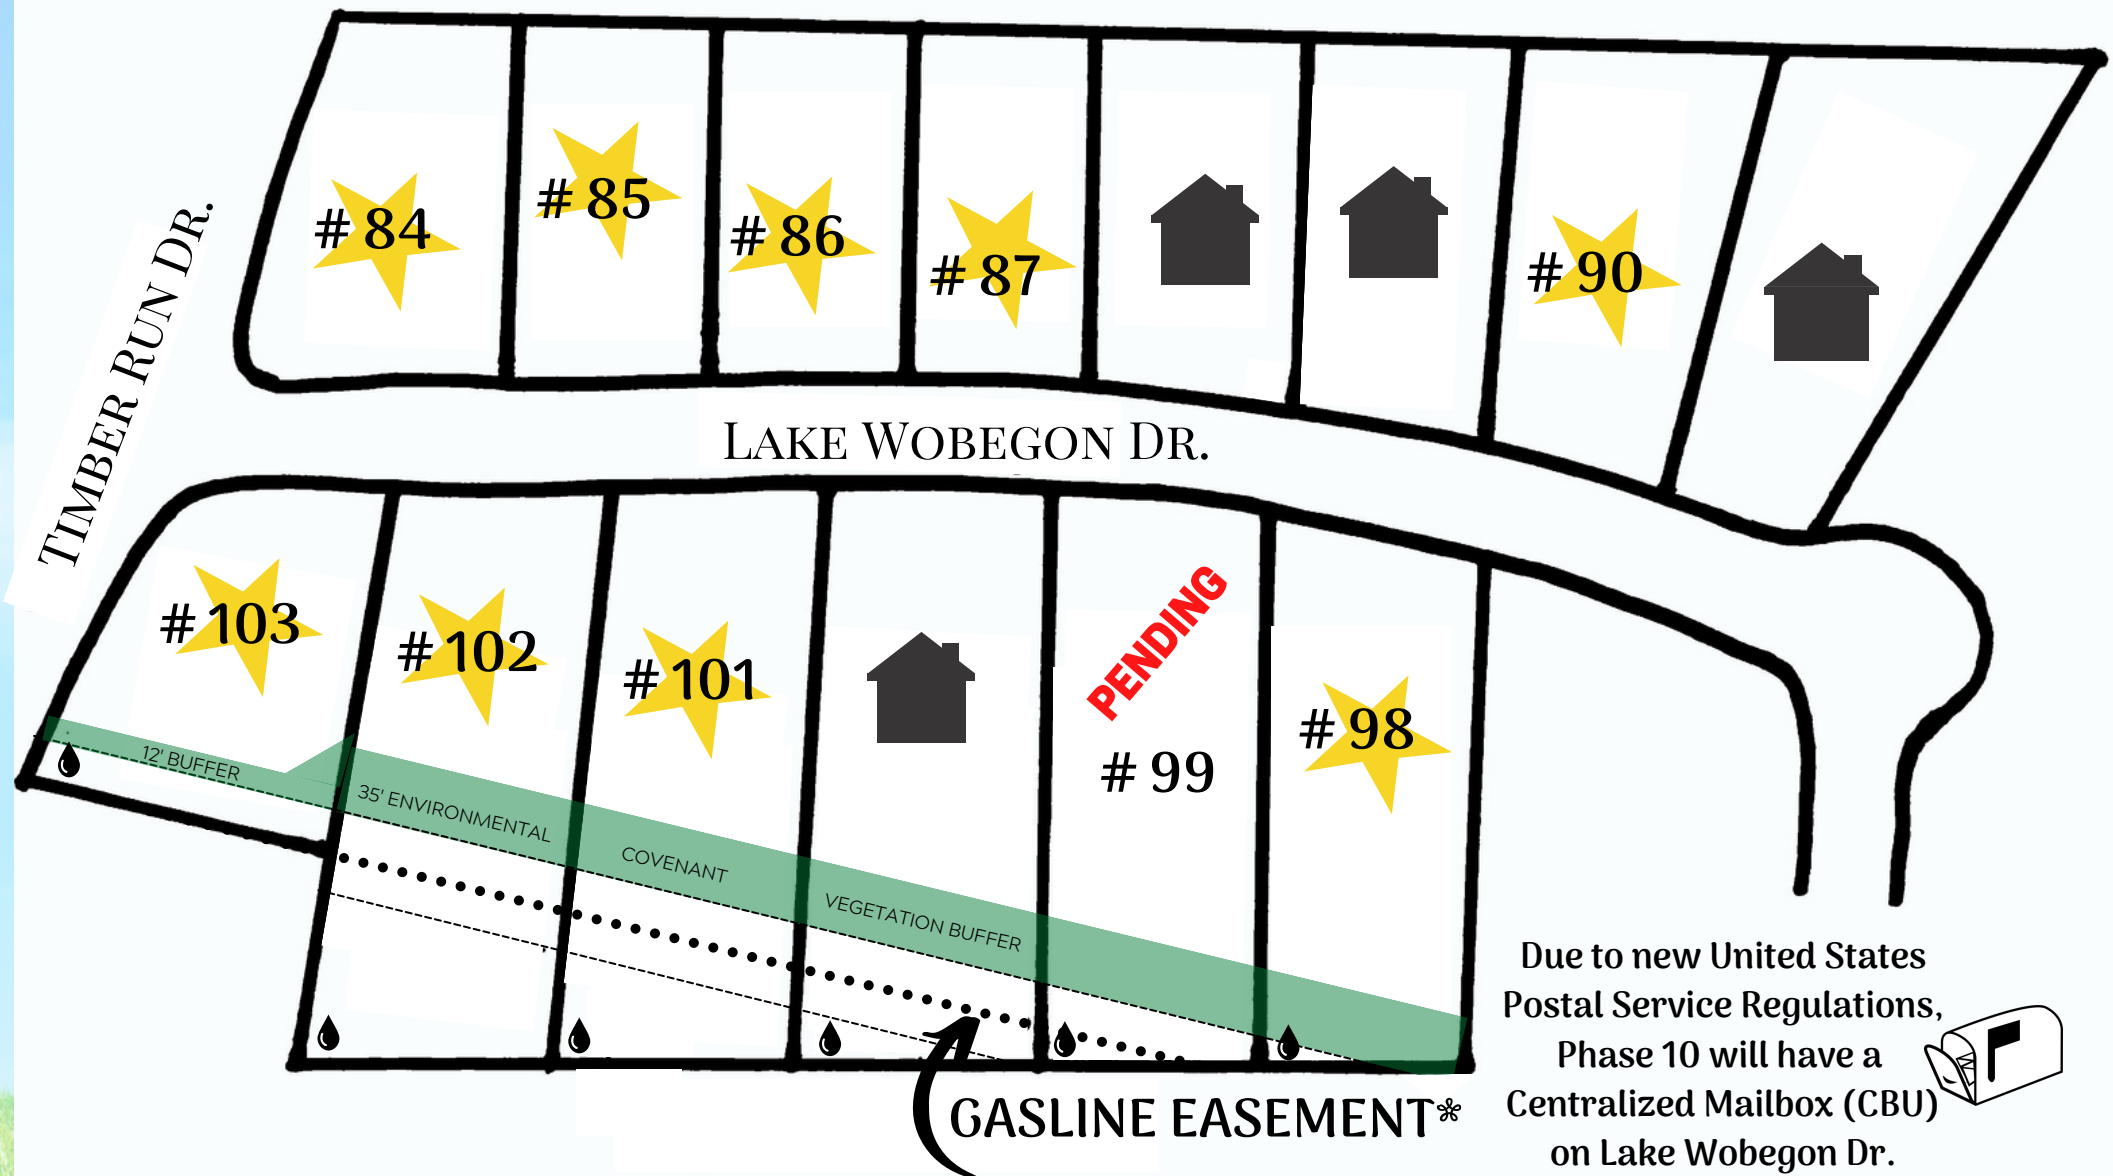 # 84
# 85
# 86
# 87
# 90
TIMBER RUN DR.
LAKE WOBEGON DR.
# 103
# 102
# 101
PENDING
# 99
# 98
12' BUFFER
35' ENVIRONMENTAL
COVENANT
VEGETATION BUFFER
GASLINE EASEMENT*
Due to new United States
Postal Service Regulations,
Phase 10 will have a
Centralized Mailbox (CBU)
on Lake Wobegon Dr.